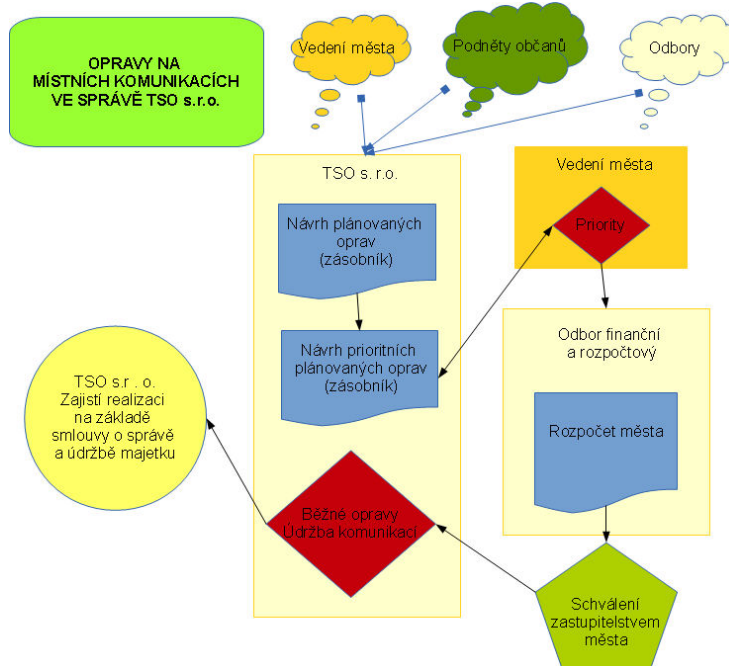 OPRAVY NA
MÍSTNÍCH KOMUNIKACÍCH
VE SPRÁVĚ TSO s.r.o.
Vedení města
Podněty občanů
Odbory
TSO s. r.o.
Návrh plánovaných
oprav
(zásobník)
Návrh prioritních
plánovaných oprav
(zásobník)
Běžné opravy
Údržba komunikací
Vedení města
Priority
Odbor finanční
a rozpočtový
Rozpočet města
Schválení
zastupitelstvem
města
TSO s.r . o.
Zajistí realizaci
na základě
smlouvy o správě
a údržbě majetku